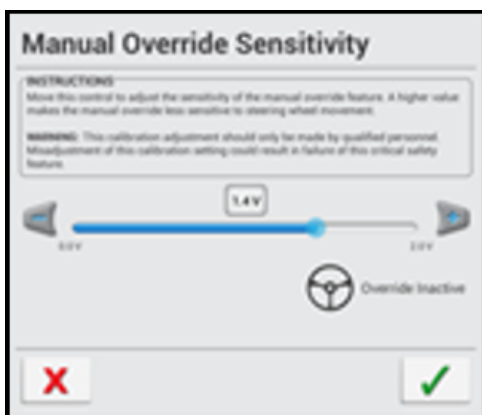 Manual Override Sensitivity
INSTRUCTIONS
Move this control to adjust the sensitivity of the manual override feature. A higher value
makes the manual override less sensitive to steering wheel movement.
WARNING: This calibration adjustment should only be made by qualified personnel.
Misadjustment of this calibration setting could result in failure of this critical safety
feature.
1.4 V
0.0 V
2.0 V
Override Inactive